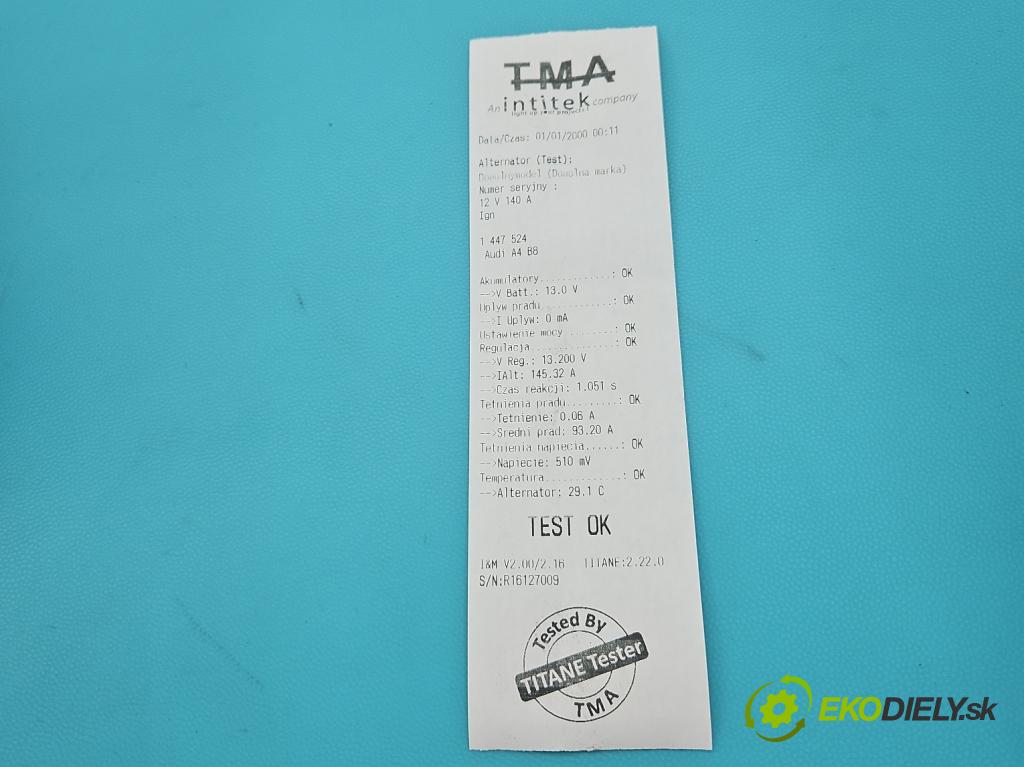 TMA
An intitek company
light up your projects!
Data/Czas: 01/01/2000 00:11
Alternator (Test):
Dowolnymodel (Dowolna marka)
Numer seryjny :
12 V 140 A
Ign
1 447 524
Audi A4 B8
Akumulatory............: OK
-->V Batt.: 13.0 V
Uplyw pradu............: OK
-->I Uplyw: 0 mA
Ustawienie mocy........: OK
Regulacja..............: OK
-->V Reg.: 13.200 V
-->IAlt: 145.32 A
-->Czas reakcji: 1.051 s
Tetnienia pradu.........: OK
-->Tetnienie: 0.06 A
-->Sredni prad: 93.20 A
Tetnienia napiecia......: OK
-->Napiecie: 510 mV
Temperatura.............: OK
-->Alternator: 29.1 C
TEST OK
I&M V2.00/2.16 TITANE:2.22.0
S/N:R16127009
Tested By
TITANE Tester
TMA
EKODIELY.sk